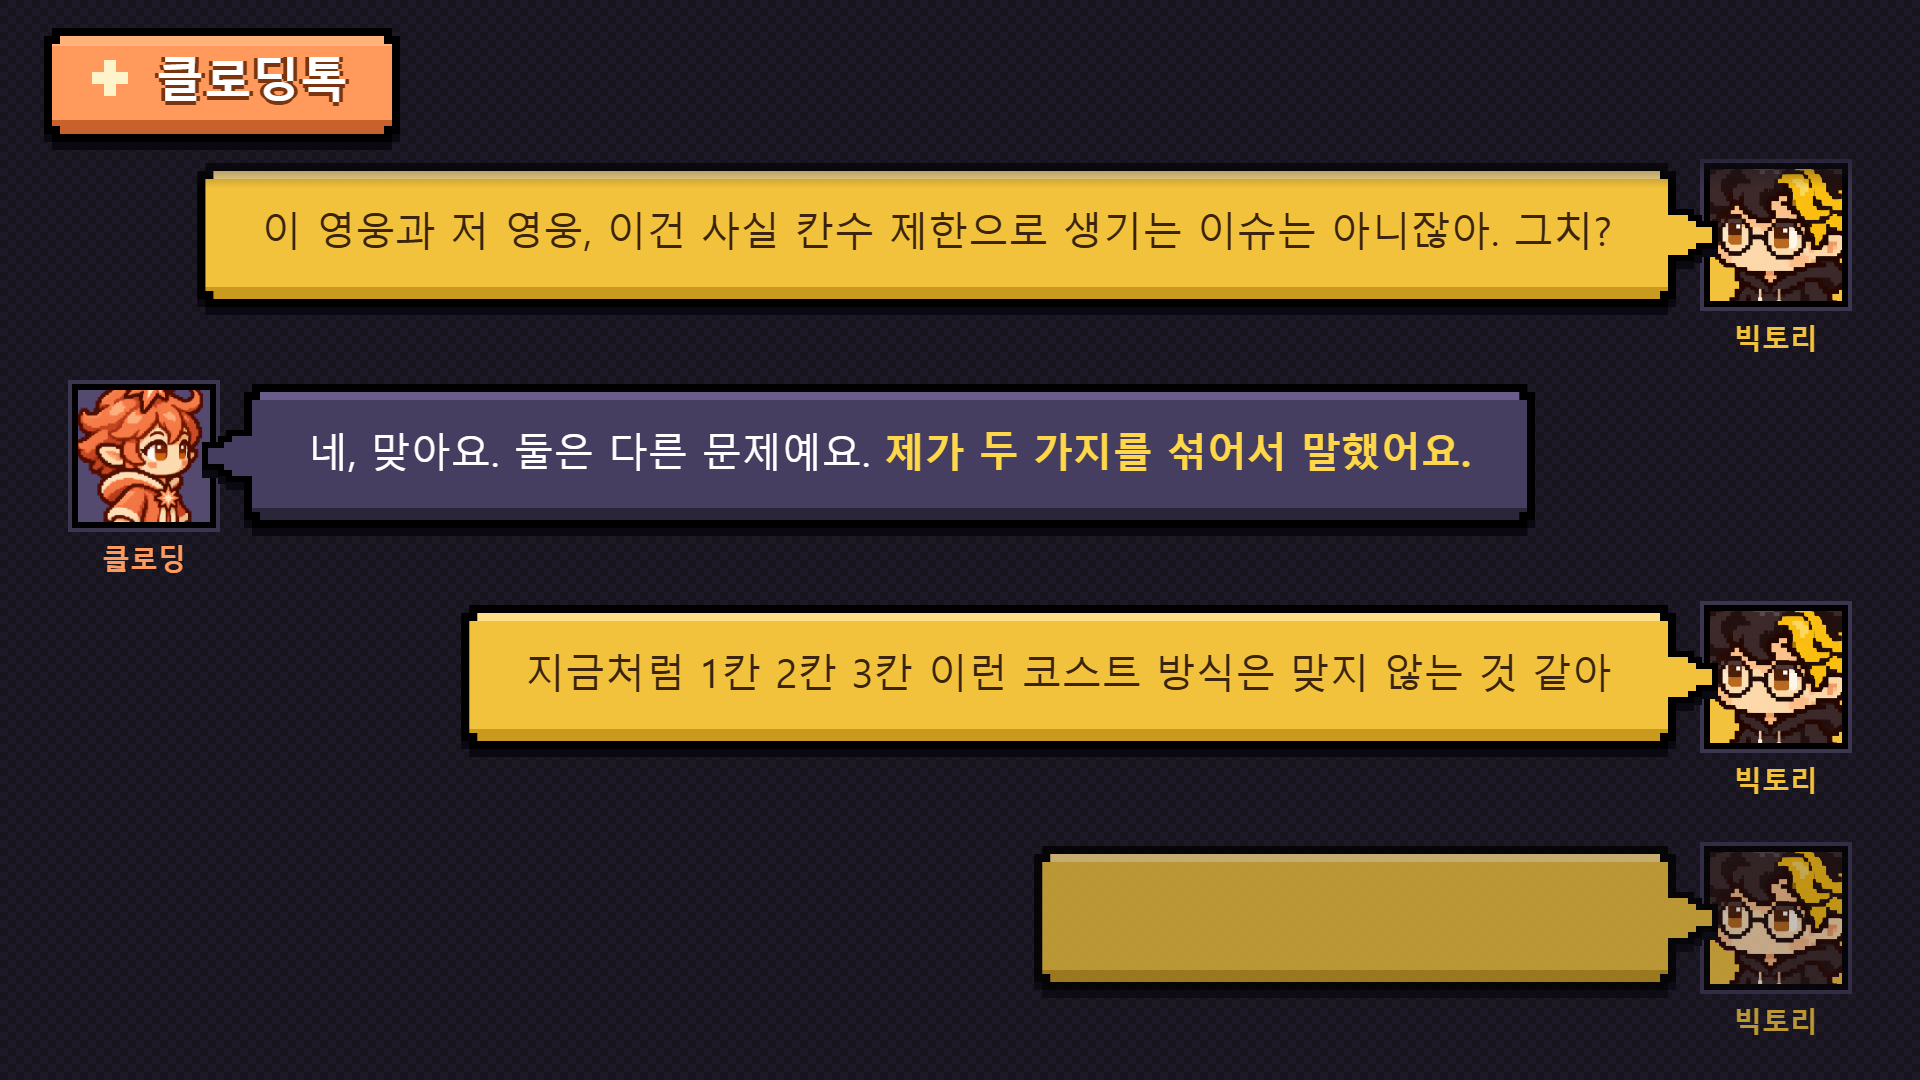 클로딩톡
이 영웅과 저 영웅, 이건 사실 칸수 제한으로 생기는 이슈는 아니잖아. 그치?
빅토리
네, 맞아요. 둘은 다른 문제예요. 제가 두 가지를 섞어서 말했어요.
클로딩
지금처럼 1칸 2칸 3칸 이런 코스트 방식은 맞지 않는 것 같아
빅토리
빅토리